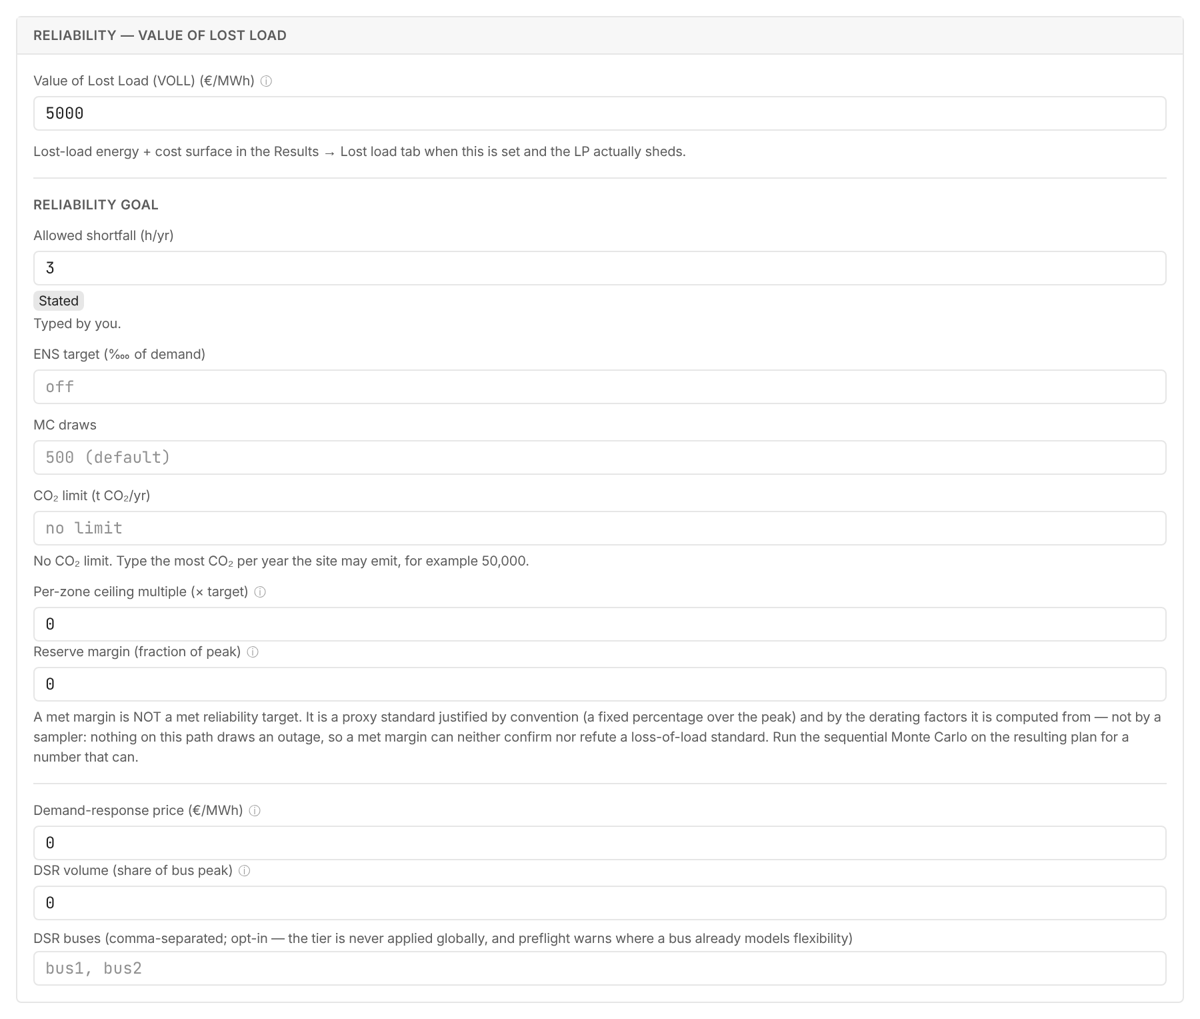 RELIABILITY — VALUE OF LOST LOAD
Value of Lost Load (VOLL) (€/MWh) ⓘ
5000
Lost-load energy + cost surface in the Results → Lost load tab when this is set and the LP actually sheds.
RELIABILITY GOAL
Allowed shortfall (h/yr)
3
Stated
Typed by you.
ENS target (‱ of demand)
off
MC draws
500 (default)
CO₂ limit (t CO₂/yr)
no limit
No CO₂ limit. Type the most CO₂ per year the site may emit, for example 50,000.
Per-zone ceiling multiple (× target) ⓘ
0
Reserve margin (fraction of peak) ⓘ
0
A met margin is NOT a met reliability target. It is a proxy standard justified by convention (a fixed percentage over the peak) and by the derating factors it is computed from — not by a
sampler: nothing on this path draws an outage, so a met margin can neither confirm nor refute a loss-of-load standard. Run the sequential Monte Carlo on the resulting plan for a
number that can.
Demand-response price (€/MWh) ⓘ
0
DSR volume (share of bus peak) ⓘ
0
DSR buses (comma-separated; opt-in — the tier is never applied globally, and preflight warns where a bus already models flexibility)
bus1, bus2